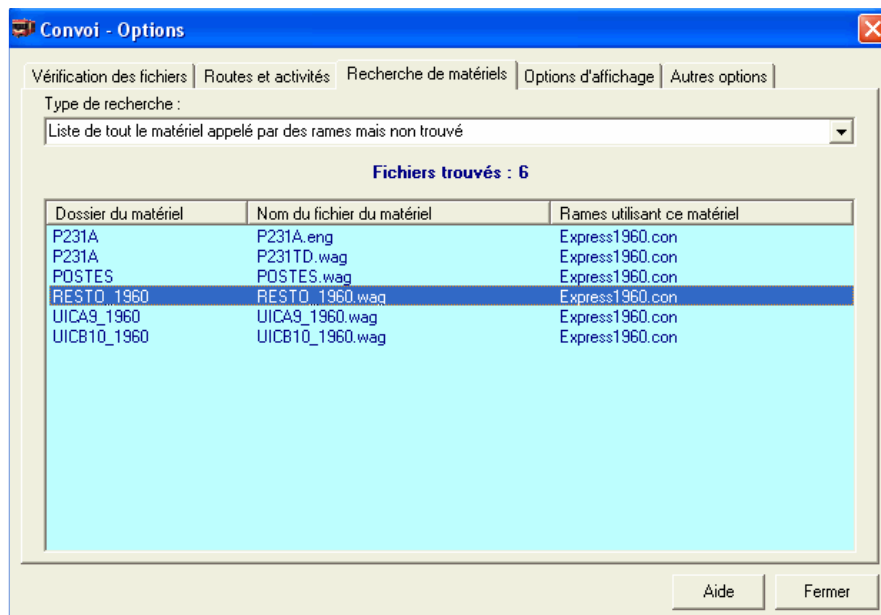 Convoi - Options
Vérification des fichiers Routes et activités Recherche de matériels Options d'affichage Autres options
Type de recherche :
Liste de tout le matériel appelé par des rames mais non trouvé
Fichiers trouvés : 6
Dossier du matériel Nom du fichier du matériel Rames utilisant ce matériel
P231A P231A.eng Express1960.con
P231A P231TD.wag Express1960.con
POSTES POSTES.wag Express1960.con
RESTO_1960 RESTO_1960.wag Express1960.con
UICA9_1960 UICA9_1960.wag Express1960.con
UICB10_1960 UICB10_1960.wag Express1960.con
Aide Fermer